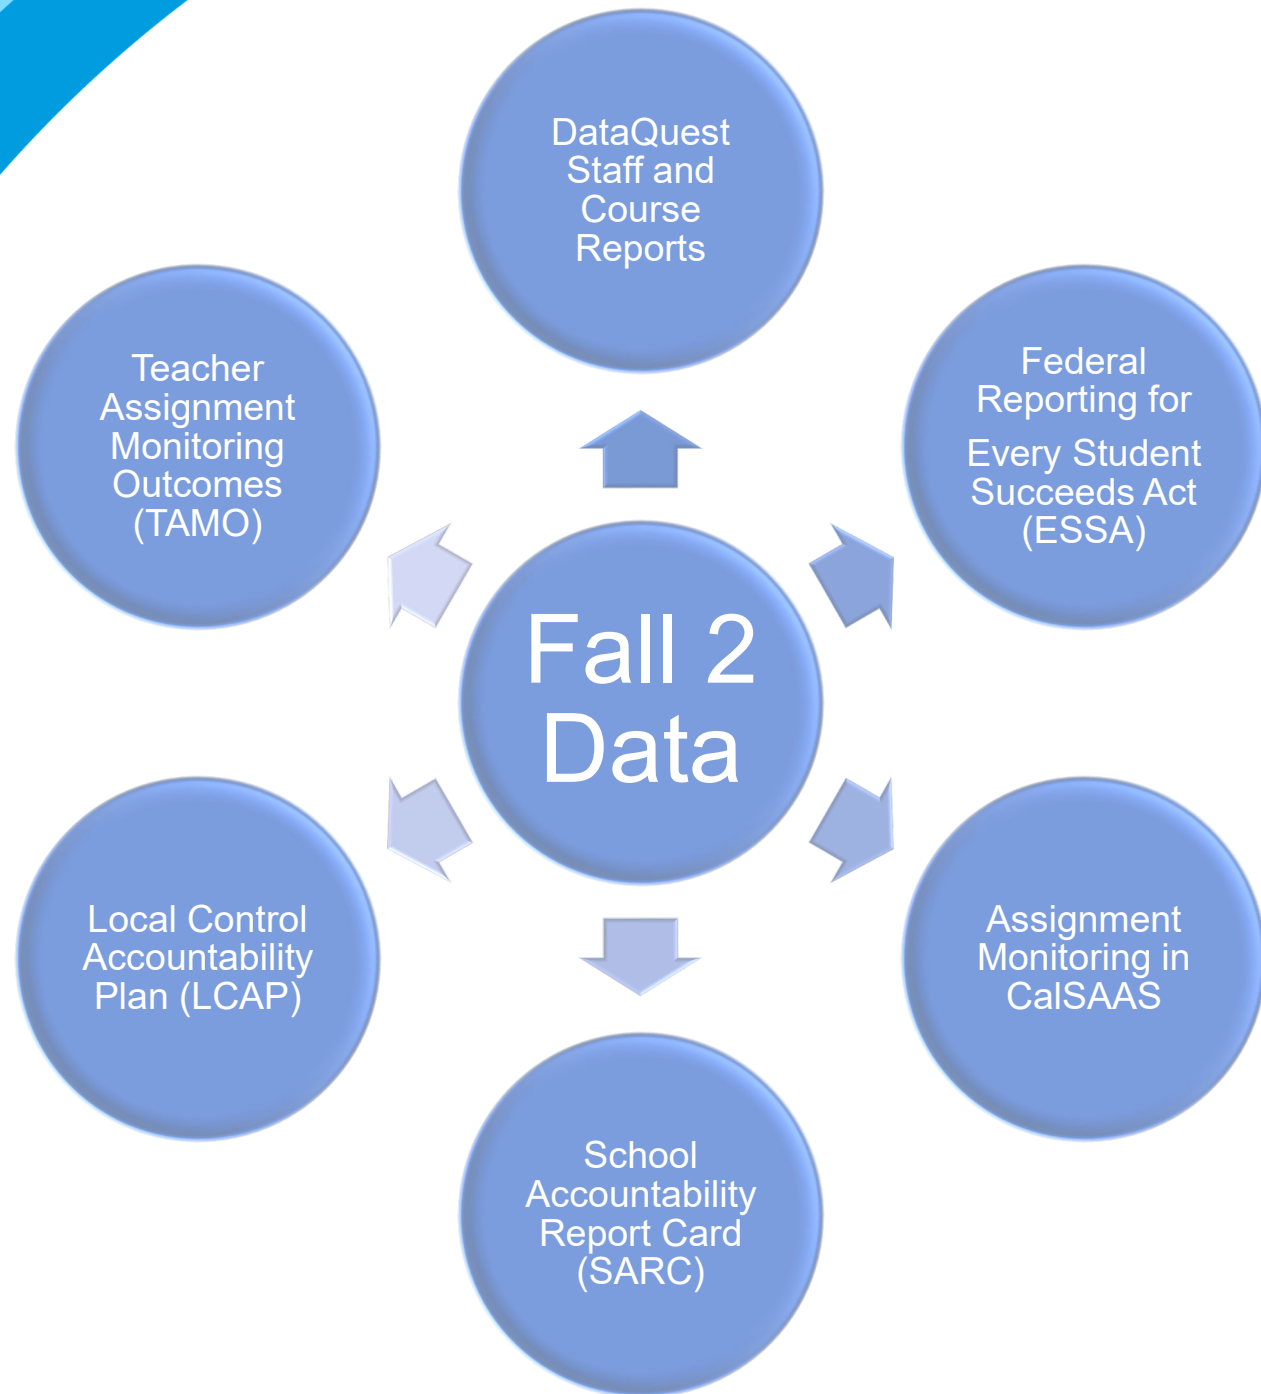 DataQuest
Staff and
Course
Reports
Federal
Reporting for
Every Student
Succeeds Act
(ESSA)
Assignment
Monitoring in
CalSAAS
School
Accountability
Report Card
(SARC)
Local Control
Accountability
Plan (LCAP)
Teacher
Assignment
Monitoring
Outcomes
(TAMO)
Fall 2
Data